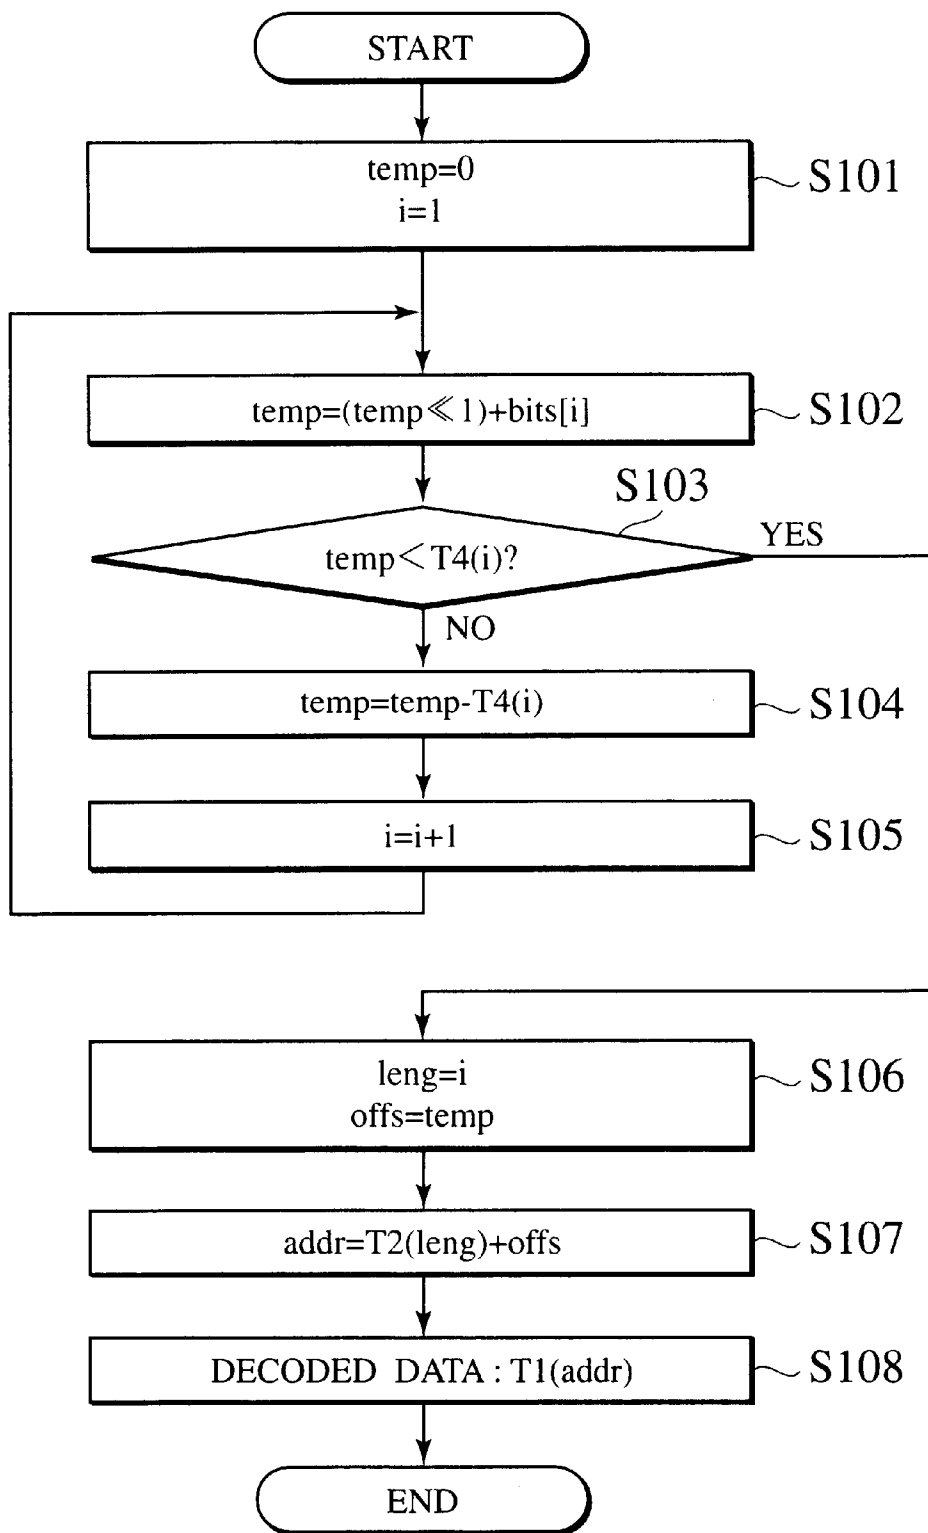 START
temp=0
i=1
S101
temp=(temp≪1)+bits[i]
S102
S103
temp<T4(i)?
YES
NO
temp=temp-T4(i)
S104
i=i+1
S105
leng=i
offs=temp
S106
addr=T2(leng)+offs
S107
DECODED DATA : T1(addr)
S108
END